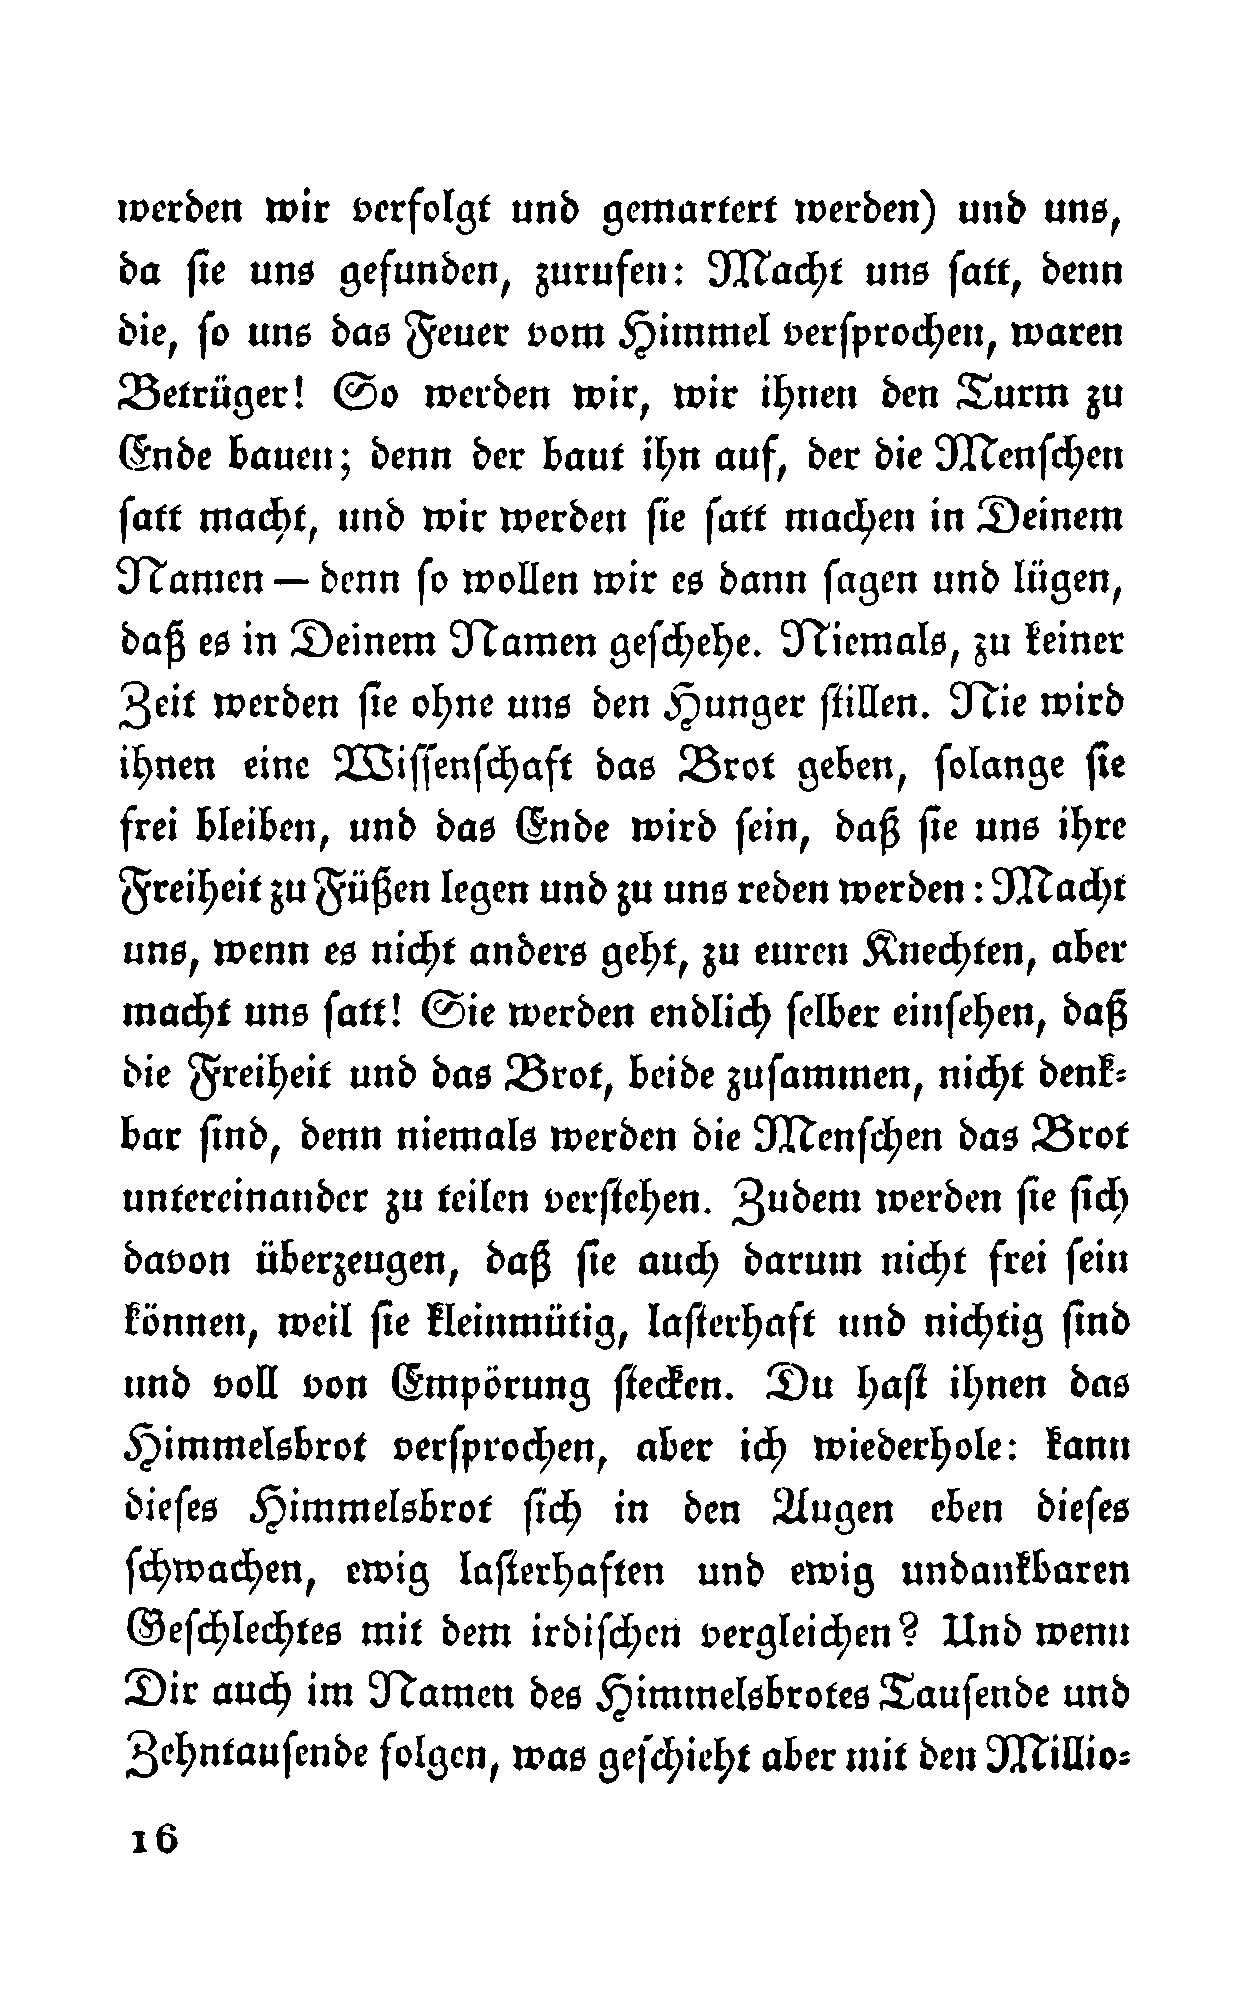 werden wir verfolgt und gemartert werden) und uns,
da sie uns gefunden, zurufen: Macht uns satt, denn
die, so uns das Feuer vom Himmel versprochen, waren
Betrüger! So werden wir, wir ihnen den Turm zu
Ende bauen; denn der baut ihn auf, der die Menschen
satt macht, und wir werden sie satt machen in Deinem
Namen — denn so wollen wir es dann sagen und lügen,
daß es in Deinem Namen geschehe. Niemals, zu keiner
Zeit werden sie ohne uns den Hunger stillen. Nie wird
ihnen eine Wissenschaft das Brot geben, solange sie
frei bleiben, und das Ende wird sein, daß sie uns ihre
Freiheit zu Füßen legen und zu uns reden werden: Macht
uns, wenn es nicht anders geht, zu euren Knechten, aber
macht uns satt! Sie werden endlich selber einsehen, daß
die Freiheit und das Brot, beide zusammen, nicht denk-
bar sind, denn niemals werden die Menschen das Brot
untereinander zu teilen verstehen. Zudem werden sie sich
davon überzeugen, daß sie auch darum nicht frei sein
können, weil sie kleinmütig, lasterhaft und nichtig sind
und voll von Empörung stecken. Du hast ihnen das
Himmelsbrot versprochen, aber ich wiederhole: kann
dieses Himmelsbrot sich in den Augen eben dieses
schwachen, ewig lasterhaften und ewig undankbaren
Geschlechtes mit dem irdischen vergleichen? Und wenn
Dir auch im Namen des Himmelsbrotes Tausende und
Zehntausende folgen, was geschieht aber mit den Millio-
16